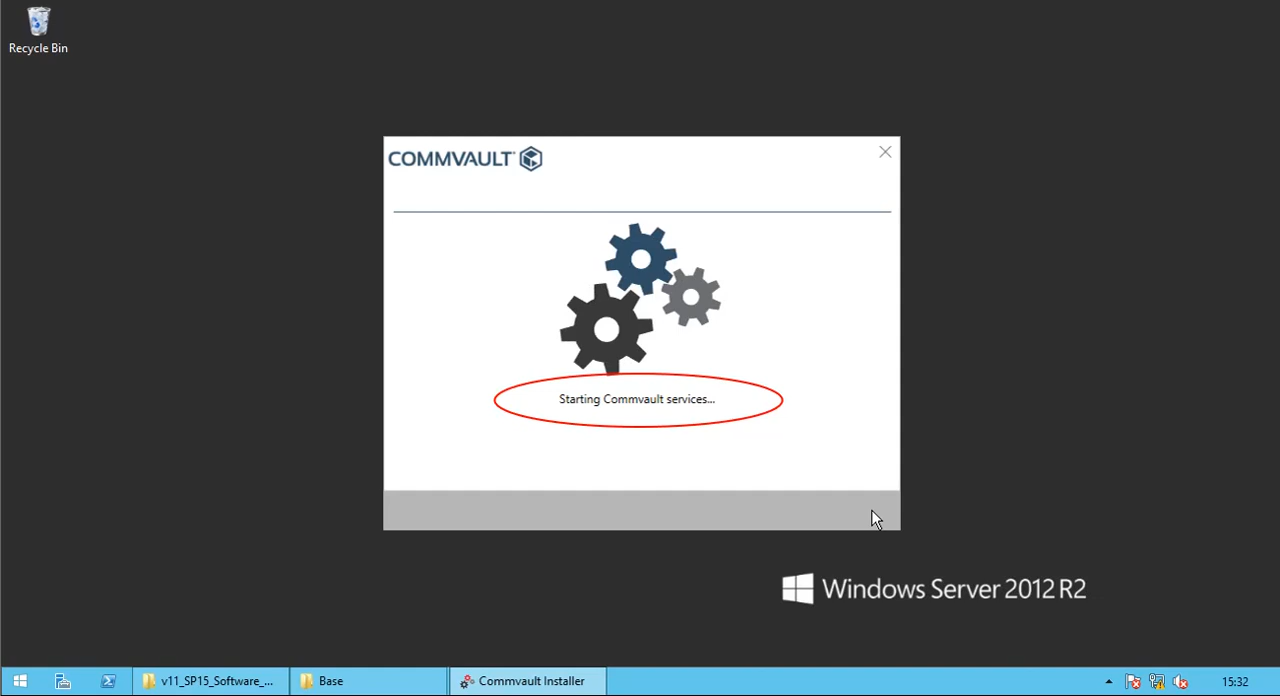 Recycle Bin
COMMVAULT
Starting Commvault services...
Windows Server 2012 R2
v11_SP15_Software_...
Base
Commvault Installer
15:32